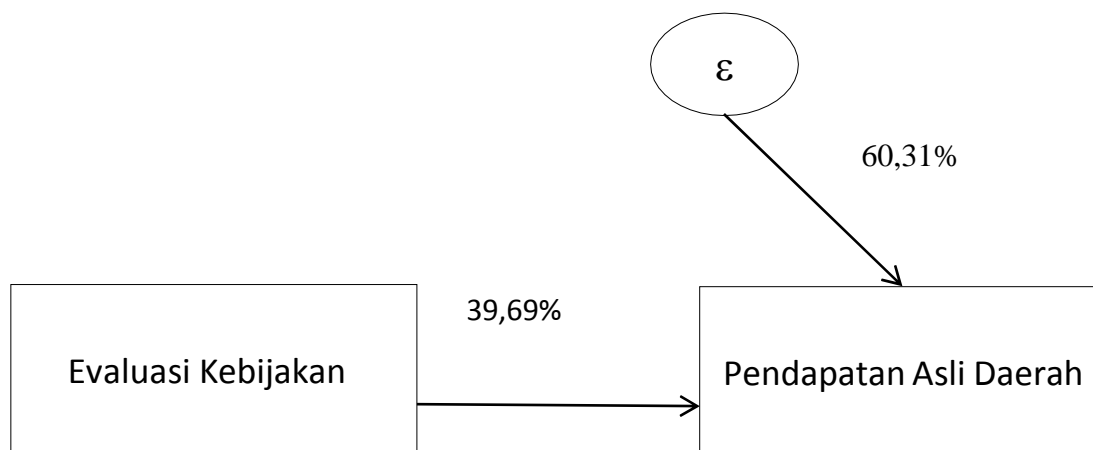 ε
60,31%
39,69%
Evaluasi Kebijakan
Pendapatan Asli Daerah